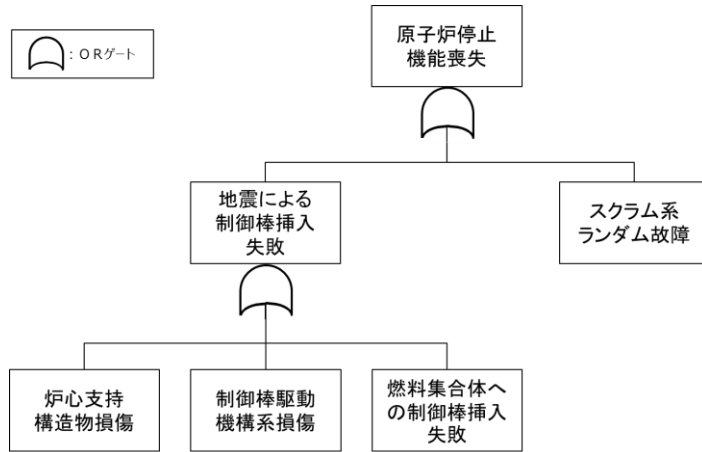 ：ＯＲゲート
原子炉停止
機能喪失
地震による
制御棒挿入
失敗
スクラム系
ランダム故障
炉心支持
構造物損傷
制御棒駆動
機構系損傷
燃料集合体へ
の制御棒挿入
失敗